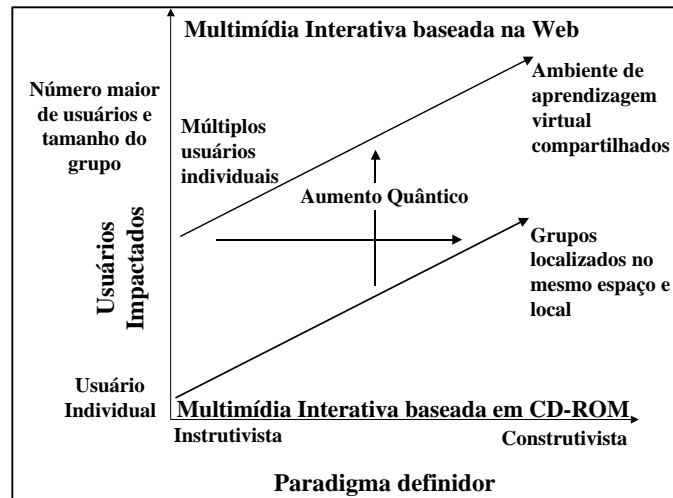 Multimídia Interativa baseada na Web
Número maior
de usuários e
tamanho do
grupo
Múltiplos
usuários
individuais
Ambiente de
aprendizagem
virtual
compartilhados
Aumento Quântico
Usuários
Impactados
Grupos
localizados no
mesmo espaço e
local
Usuário
Individual
Multimídia Interativa baseada em CD-ROM
Instrutivista
Construtivista
Paradigma definidor